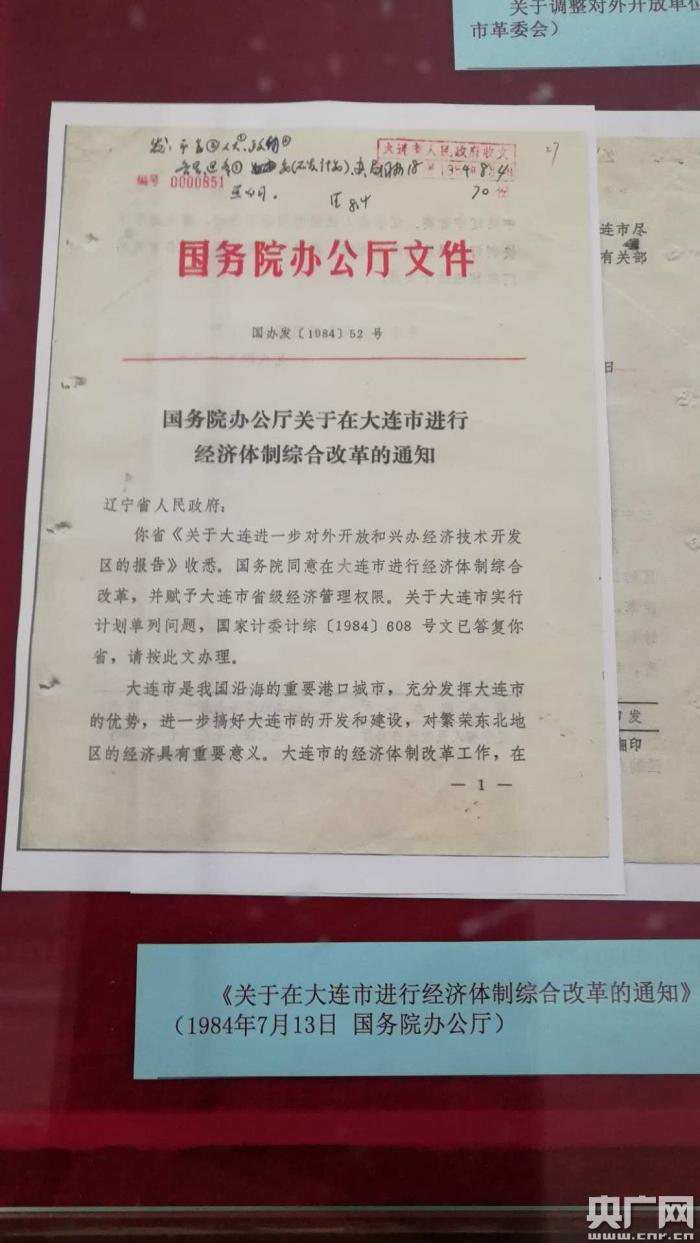 关于调整对外开放单位
市革委会）
大连市人民政府收文
编号 0000851
27
70 份
国务院办公厅文件
国办发〔1984〕52 号
国务院办公厅关于在大连市进行
经济体制综合改革的通知
辽宁省人民政府：
你省《关于大连进一步对外开放和兴办经济技术开发
区的报告》收悉。国务院同意在大连市进行经济体制综合
改革，并赋予大连市省级经济管理权限。关于大连市实行
计划单列问题，国家计委计综〔1984〕608 号文已答复你
省，请按此文办理。
大连市是我国沿海的重要港口城市，充分发挥大连市
的优势，进一步搞好大连市的开发和建设，对繁荣东北地
区的经济具有重要意义。大连市的经济体制改革工作，在
— 1 —
连市尽
有关部
日
印发
翻印
《关于在大连市进行经济体制综合改革的通知》
（1984年7月13日 国务院办公厅）
央广网
www.cnr.cn